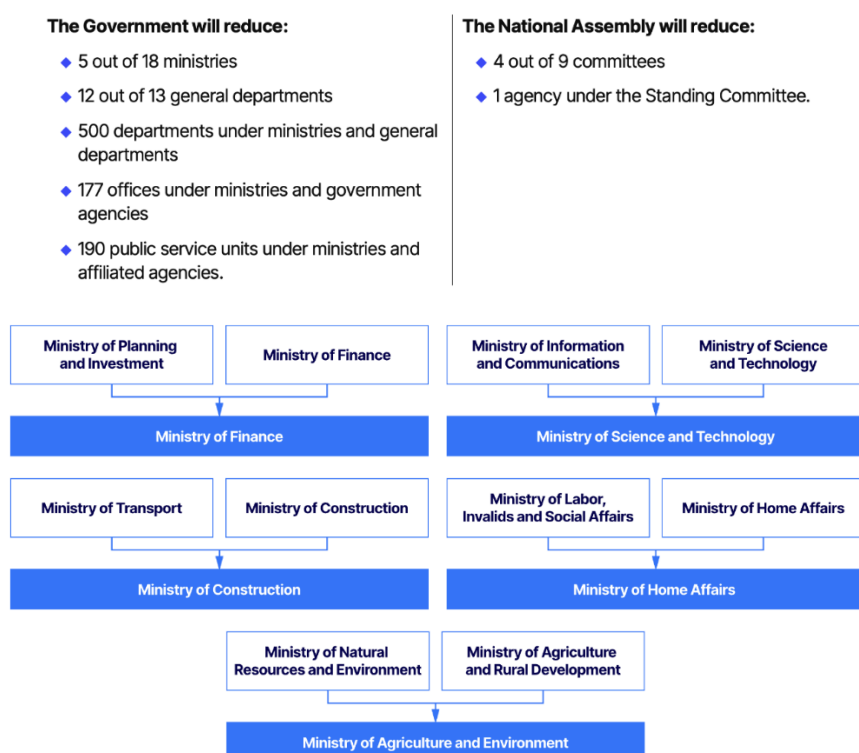 The Government will reduce:
5 out of 18 ministries
12 out of 13 general departments
500 departments under ministries and general
departments
177 offices under ministries and government
agencies
190 public service units under ministries and
affiliated agencies.
The National Assembly will reduce:
4 out of 9 committees
1 agency under the Standing Committee.
Ministry of Planning
and Investment
Ministry of Finance
Ministry of Finance
Ministry of Information
and Communications
Ministry of Science
and Technology
Ministry of Science and Technology
Ministry of Transport
Ministry of Construction
Ministry of Construction
Ministry of Labor,
Invalids and Social Affairs
Ministry of Home Affairs
Ministry of Home Affairs
Ministry of Natural
Resources and Environment
Ministry of Agriculture
and Rural Development
Ministry of Agriculture and Environment